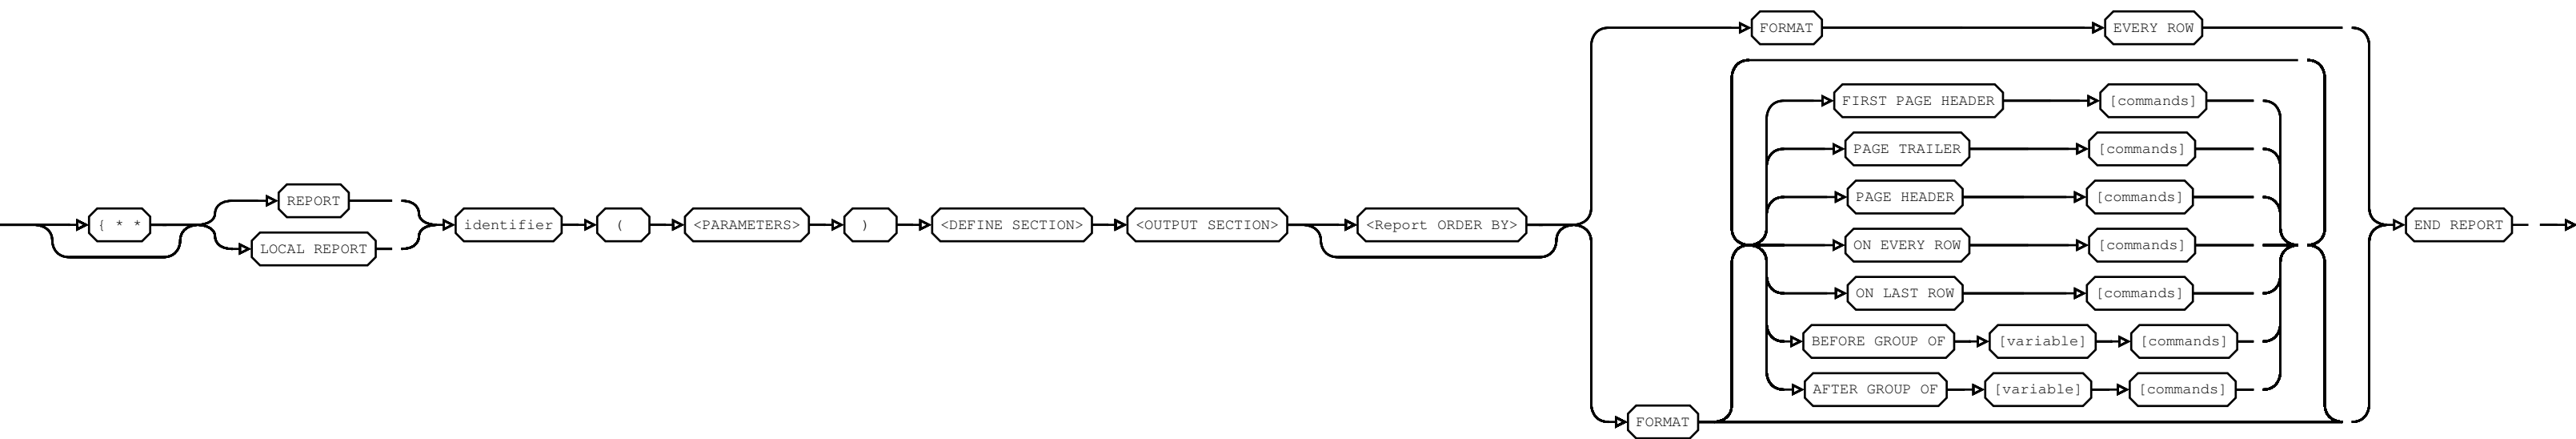 FORMAT EVERY ROW
FIRST PAGE HEADER [commands]
PAGE TRAILER [commands]
REPORT PAGE HEADER [commands]
{ * * identifier ( <PARAMETERS> ) <DEFINE SECTION> <OUTPUT SECTION> <Report ORDER BY> END REPORT
LOCAL REPORT ON EVERY ROW [commands]
ON LAST ROW [commands]
BEFORE GROUP OF [variable] [commands]
AFTER GROUP OF [variable] [commands]
FORMAT